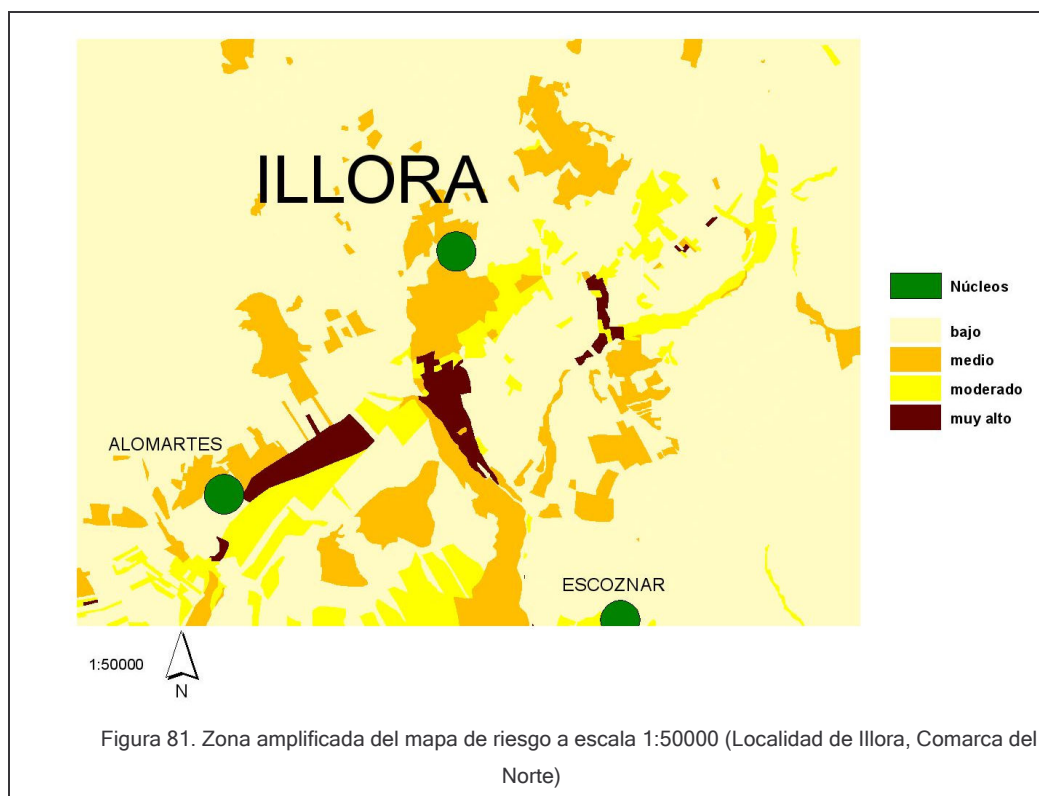 ILLORA
Núcleos
bajo
medio
moderado
muy alto
ALOMARTES
ESCOZNAR
1:50000
N
Figura 81. Zona amplificada del mapa de riesgo a escala 1:50000 (Localidad de Illora, Comarca del
Norte)